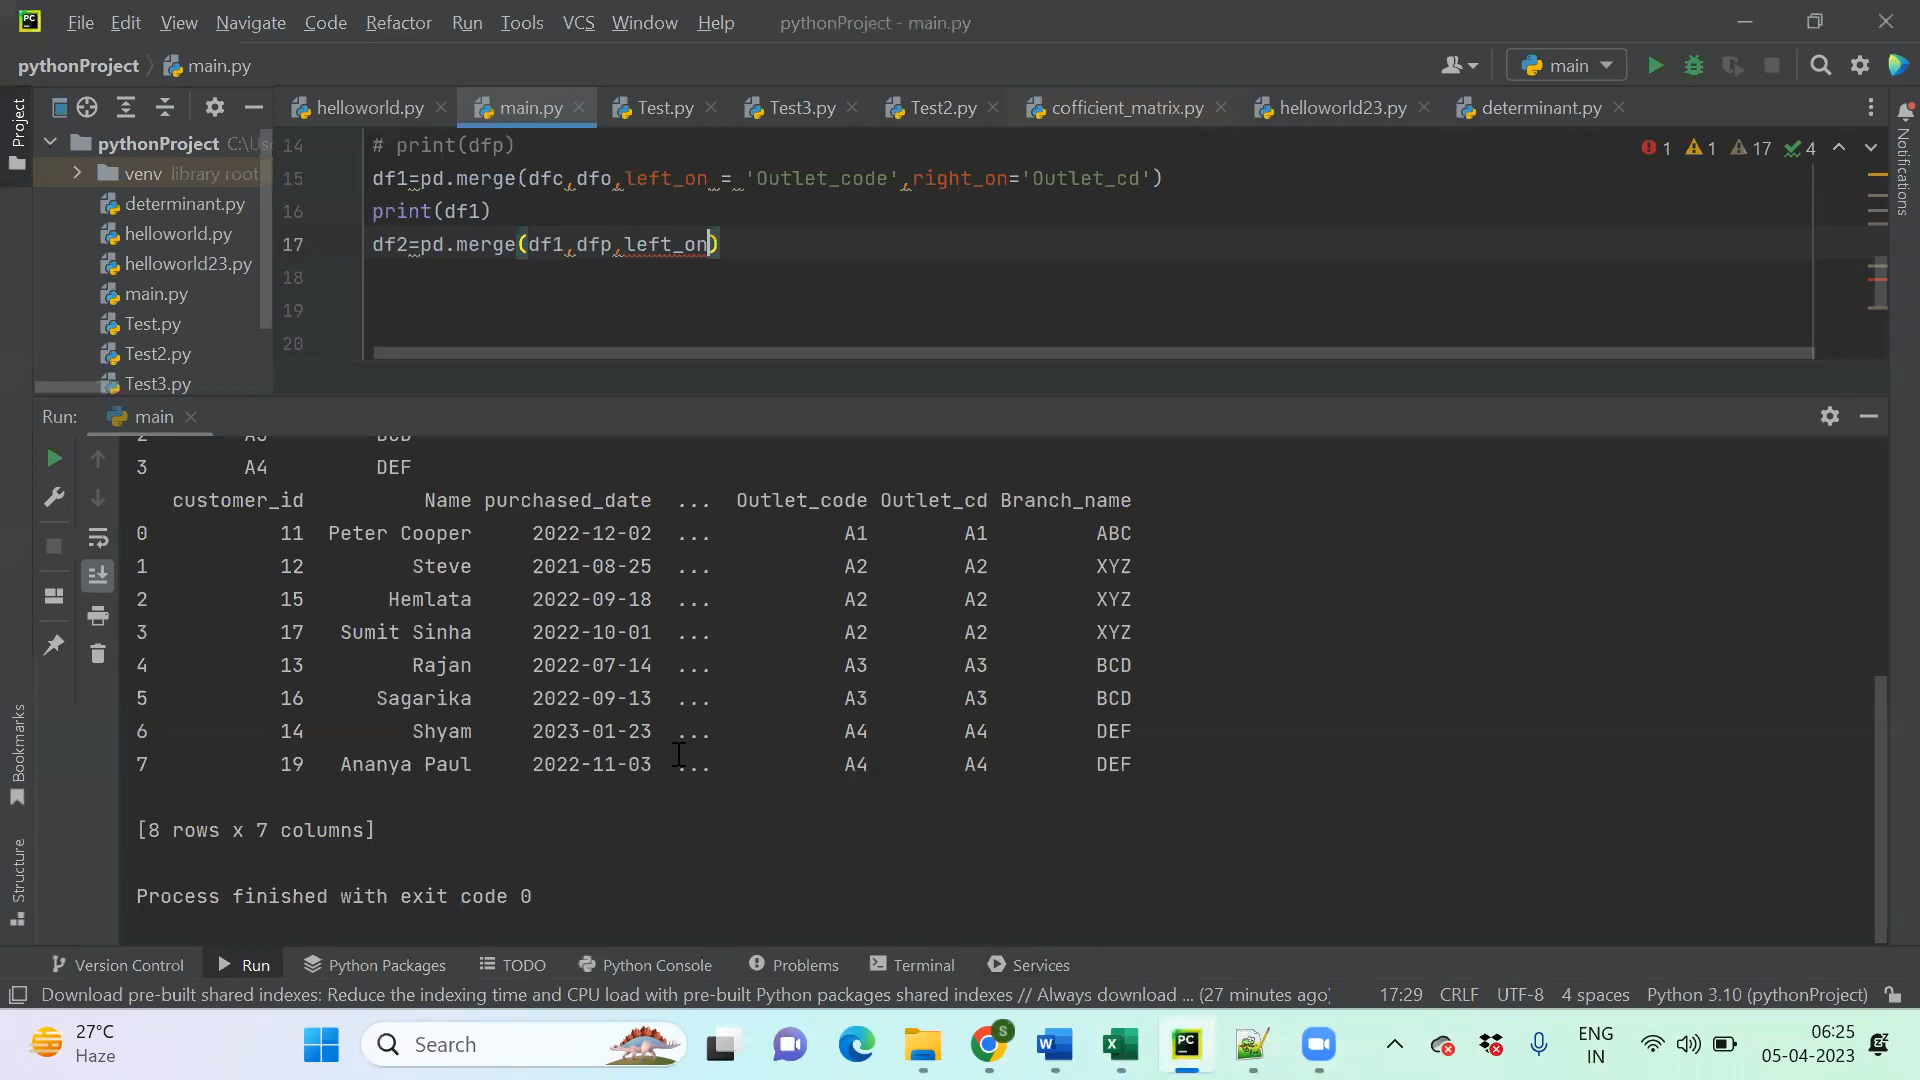 PC File Edit View Navigate Code Refactor Run Tools VCS Window Help pythonProject - main.py
pythonProject main.py main
Project helloworld.py main.py Test.py Test3.py Test2.py cofficient_matrix.py helloworld23.py determinant.py
pythonProject C:\Us
venv library root
determinant.py
helloworld.py
helloworld23.py
main.py
Test.py
Test2.py
Test3.py
14 # print(dfp)
15 df1=pd.merge(dfc,dfo,left_on = 'Outlet_code',right_on='Outlet_cd')
16 print(df1)
17 df2=pd.merge(df1,dfp,left_on)
18
19
20
1 1 17 4
Notifications
Run: main
3 A4 DEF
customer_id Name purchased_date ... Outlet_code Outlet_cd Branch_name
0 11 Peter Cooper 2022-12-02 ... A1 A1 ABC
1 12 Steve 2021-08-25 ... A2 A2 XYZ
2 15 Hemlata 2022-09-18 ... A2 A2 XYZ
3 17 Sumit Sinha 2022-10-01 ... A2 A2 XYZ
4 13 Rajan 2022-07-14 ... A3 A3 BCD
5 16 Sagarika 2022-09-13 ... A3 A3 BCD
6 14 Shyam 2023-01-23 ... A4 A4 DEF
7 19 Ananya Paul 2022-11-03 ... A4 A4 DEF
[8 rows x 7 columns]
Process finished with exit code 0
Bookmarks
Structure
Version Control Run Python Packages TODO Python Console Problems Terminal Services
Download pre-built shared indexes: Reduce the indexing time and CPU load with pre-built Python packages shared indexes // Always download ... (27 minutes ago) 17:29 CRLF UTF-8 4 spaces Python 3.10 (pythonProject)
27°C
Haze
Search
S
PC
ENG
IN
06:25
05-04-2023